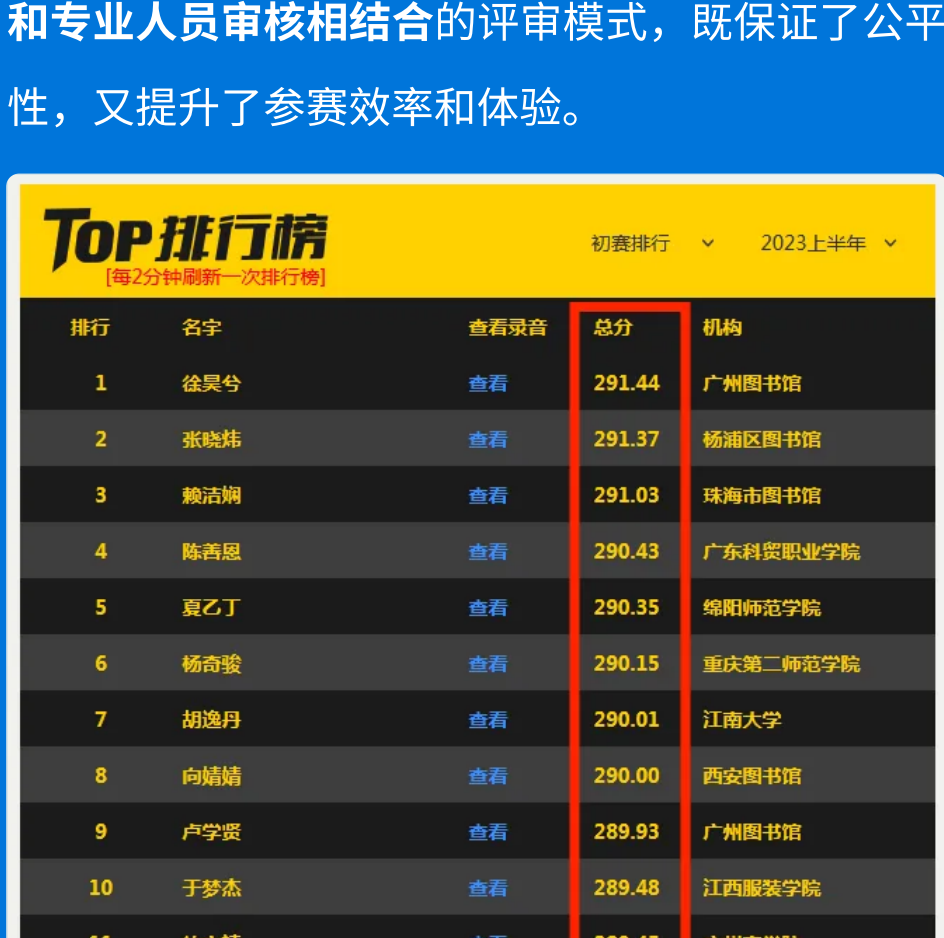 和专业人员审核相结合的评审模式，既保证了公平
性，又提升了参赛效率和体验。
TOP排行榜
[每2分钟刷新一次排行榜]
初赛排行 2023上半年
排行 名字 查看录音 总分 机构
1 徐昊兮 查看 291.44 广州图书馆
2 张晓炜 查看 291.37 杨浦区图书馆
3 赖洁娴 查看 291.03 珠海市图书馆
4 陈善恩 查看 290.43 广东科贸职业学院
5 夏乙丁 查看 290.35 绵阳师范学院
6 杨奇骏 查看 290.15 重庆第二师范学院
7 胡逸丹 查看 290.01 江南大学
8 向婧婧 查看 290.00 西安图书馆
9 卢学贤 查看 289.93 广州图书馆
10 于梦杰 查看 289.48 江西服装学院